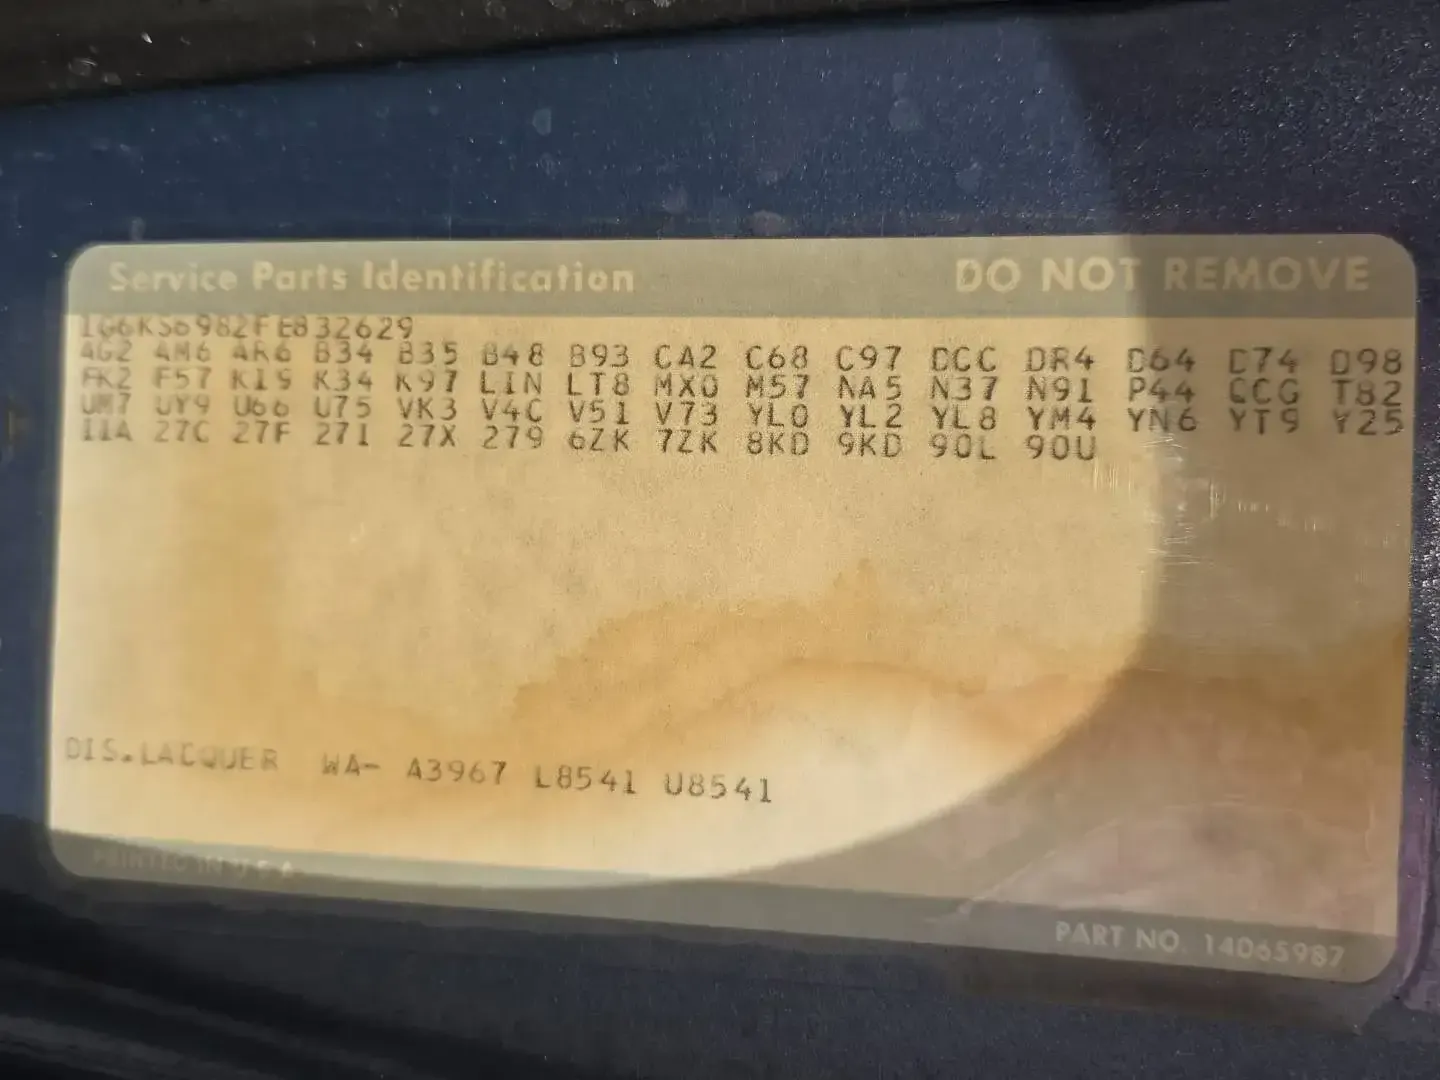 Service Parts Identification DO NOT REMOVE
1G6KS6982FE832629
AG2 AM6 AR6 B34 B35 B48 B93 CA2 C68 C97 DCC DR4 D64 D74 D98
FK2 F57 K19 K34 K97 LIN LT8 MX0 M57 NA5 N37 N91 P44 QCG T82
UM7 UY9 U66 U75 VK3 V4C V51 V73 YL0 YL2 YL8 YM4 YN6 YT9 Y25
11A 27C 27F 27I 27X 279 6ZK 7ZK 8KD 9KD 90L 90U
DIS.LACQUER WA- A3967 L8541 U8541
PRINTED IN U S A
PART NO. 14065987